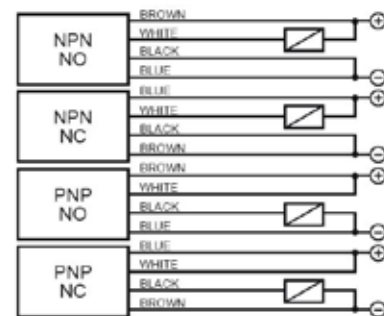 NPN
NO
BROWN
WHITE
BLACK
BLUE
+
−
NPN
NC
BLUE
WHITE
BLACK
BROWN
+
−
PNP
NO
BROWN
WHITE
BLACK
BLUE
+
−
PNP
NC
BLUE
WHITE
BLACK
BROWN
+
−